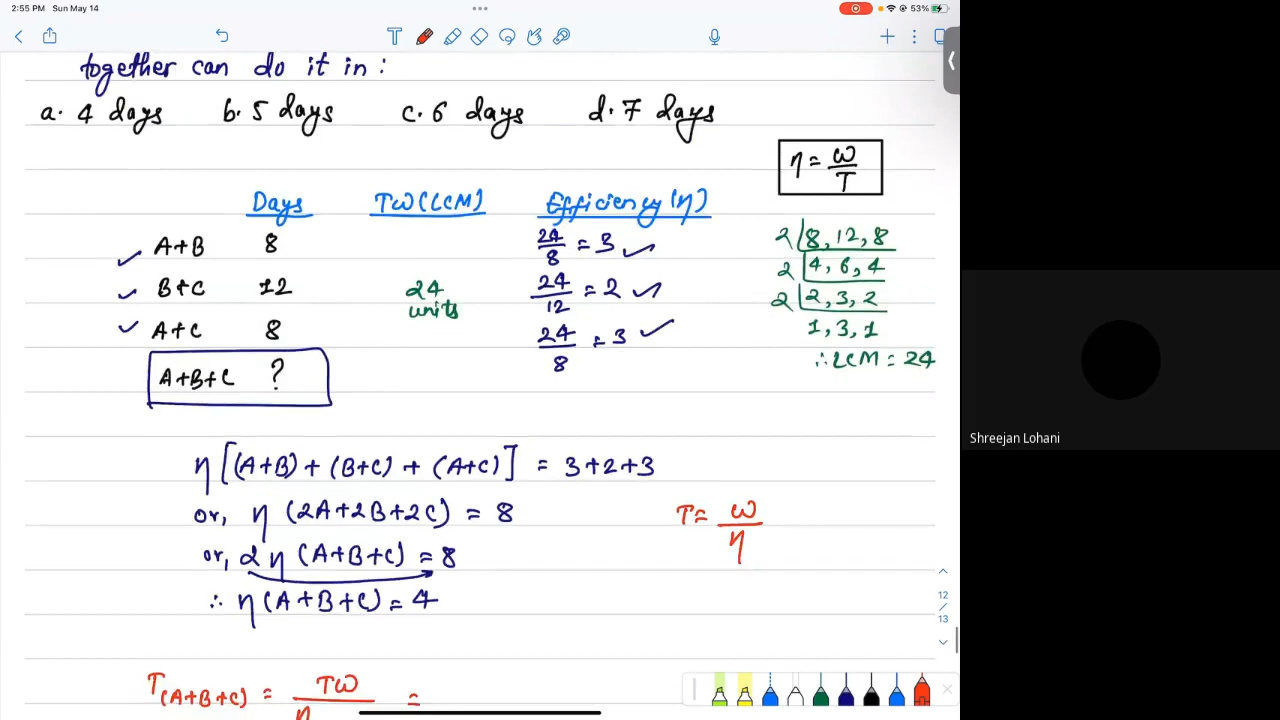 2:55 PM Sun May 14
53%
together can do it in :
a. 4 days b. 5 days c. 6 days d. 7 days
η = ω/T
Days TW (LCM) Efficiency (η)
A+B 8 24/8 = 3
B+C 12 24 units 24/12 = 2
A+C 8 24/8 = 3
A+B+C ?
2 | 8, 12, 8
2 | 4, 6, 4
2 | 2, 3, 2
1, 3, 1
∴ LCM = 24
η [(A+B) + (B+C) + (A+C)] = 3+2+3
or, η (2A+2B+2C) = 8
or, 2 η (A+B+C) = 8
∴ η (A+B+C) = 4
T = ω/η
T(A+B+C) = TW/η =
12
/
13
Shreejan Lohani